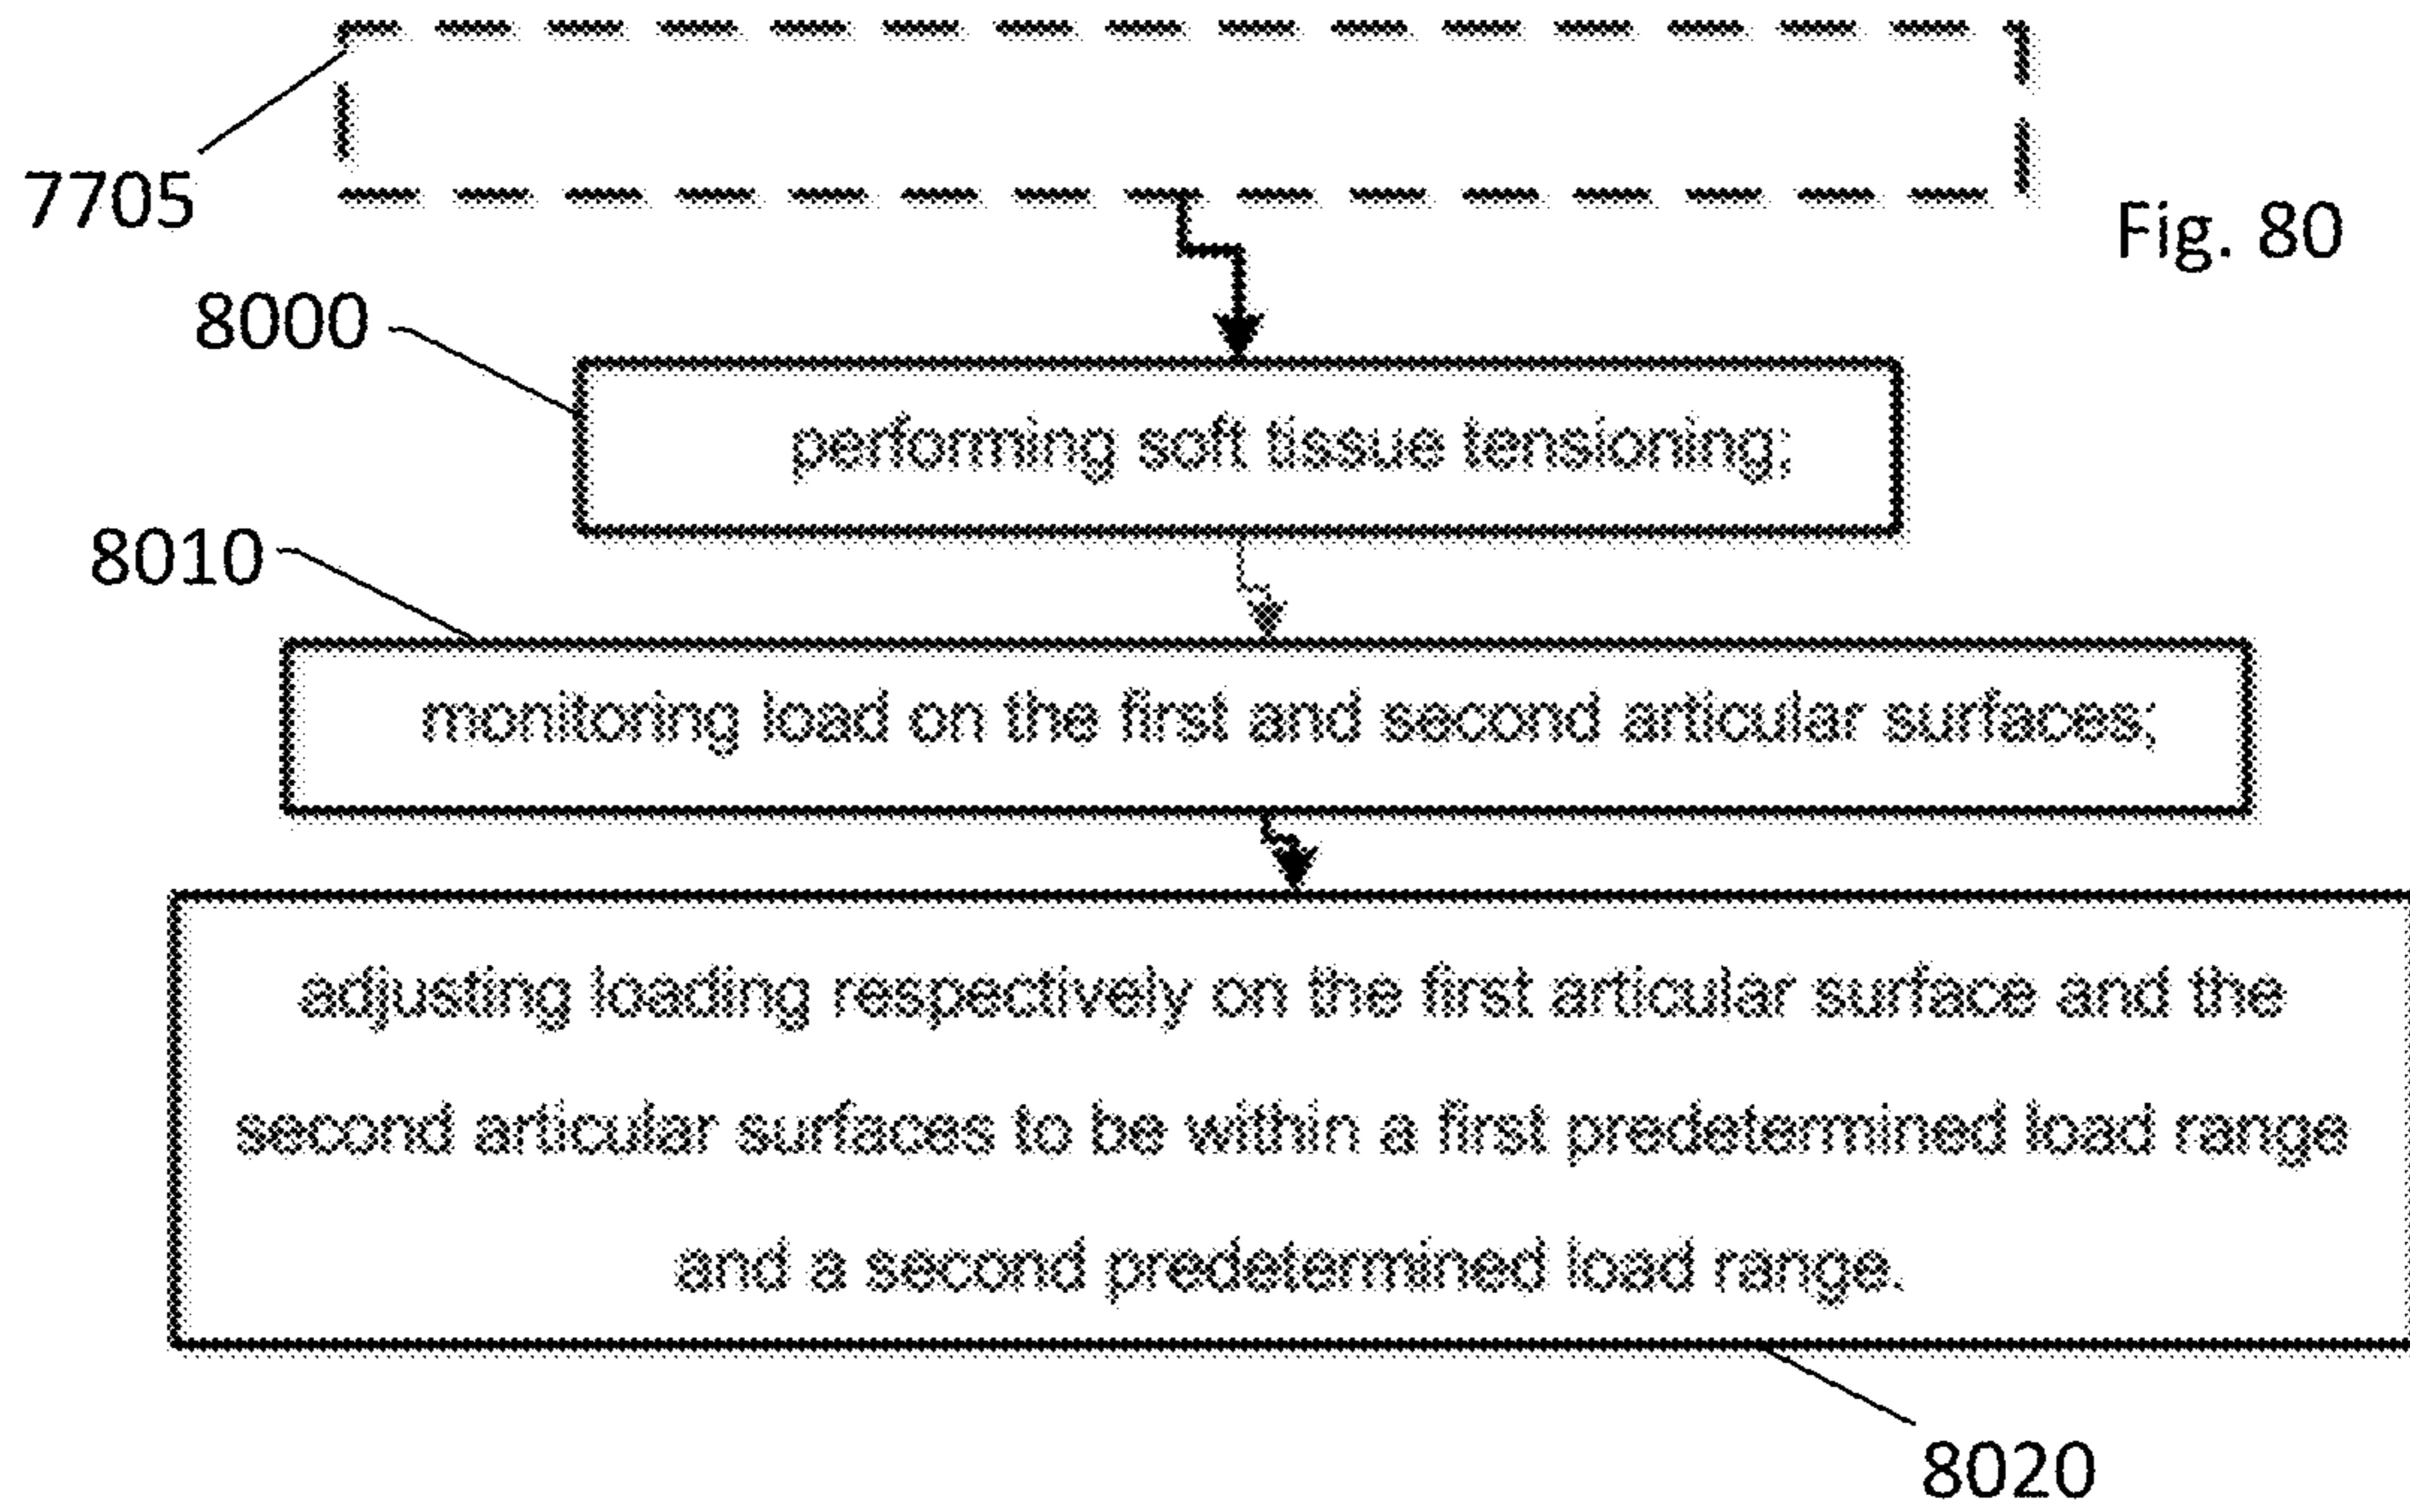 7705
Fig. 80
8000
performing soft tissue tensioning;
8010
monitoring load on the first and second articular surfaces;
adjusting loading respectively on the first articular surface and the
second articular surfaces to be within a first predetermined load range
and a second predetermined load range.
8020